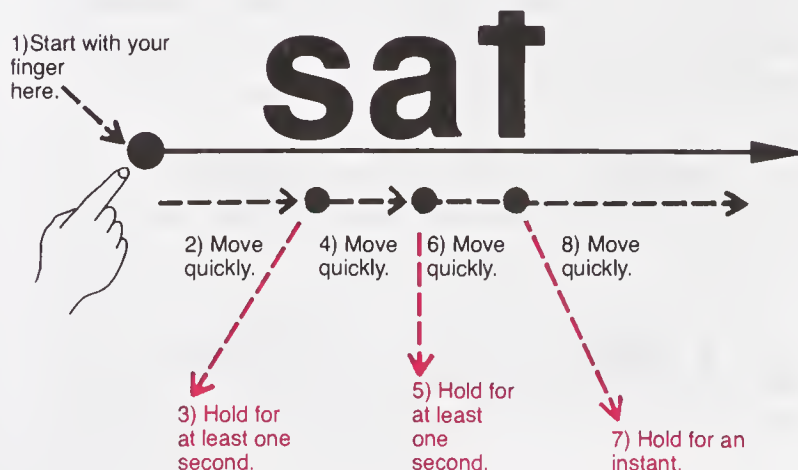 sat
1)Start with your
finger
here.
2) Move
quickly.
4) Move
quickly.
6) Move
quickly.
8) Move
quickly.
3) Hold for
at least one
second.
5) Hold for
at least
one
second.
7) Hold for an
instant.